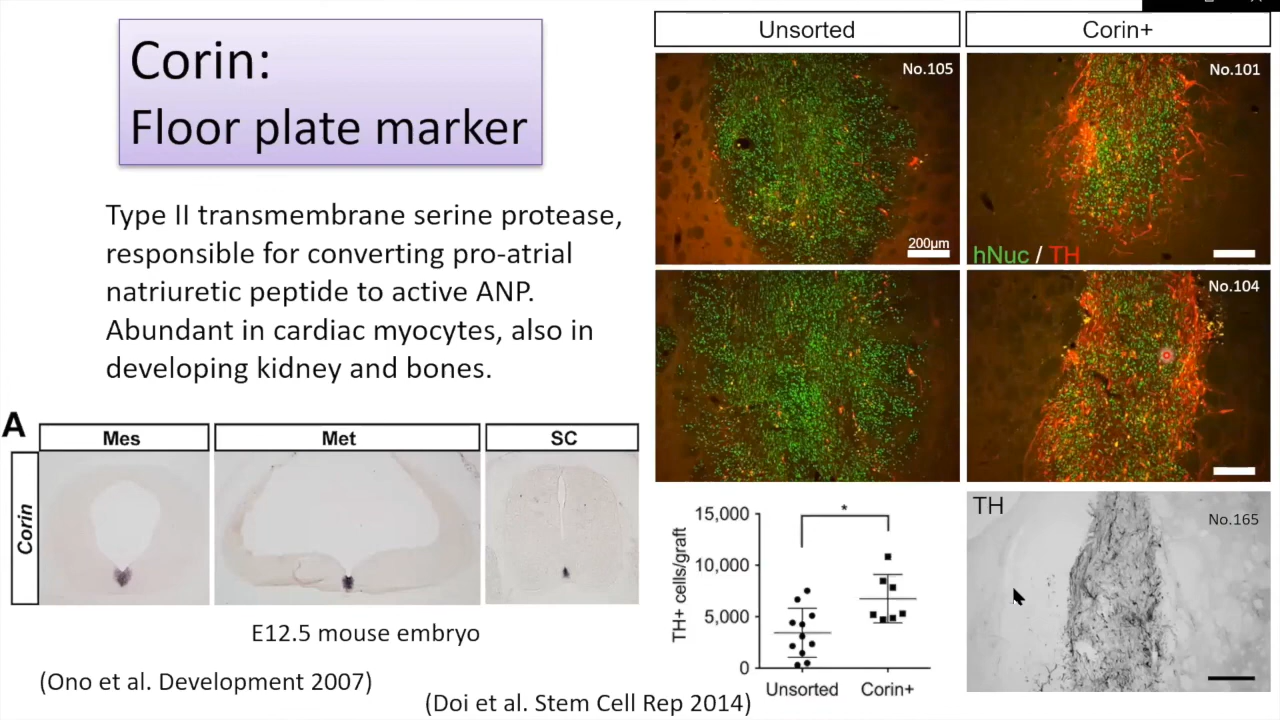 Corin:
Floor plate marker
Type II transmembrane serine protease,
responsible for converting pro-atrial
natriuretic peptide to active ANP.
Abundant in cardiac myocytes, also in
developing kidney and bones.
A
Mes
Met
SC
Corin
E12.5 mouse embryo
(Ono et al. Development 2007)
Unsorted
Corin+
No.105
No.101
200μm
hNuc / TH
No.104
15,000
10,000
5,000
0
TH+ cells/graft
*
Unsorted
Corin+
TH
No.165
(Doi et al. Stem Cell Rep 2014)